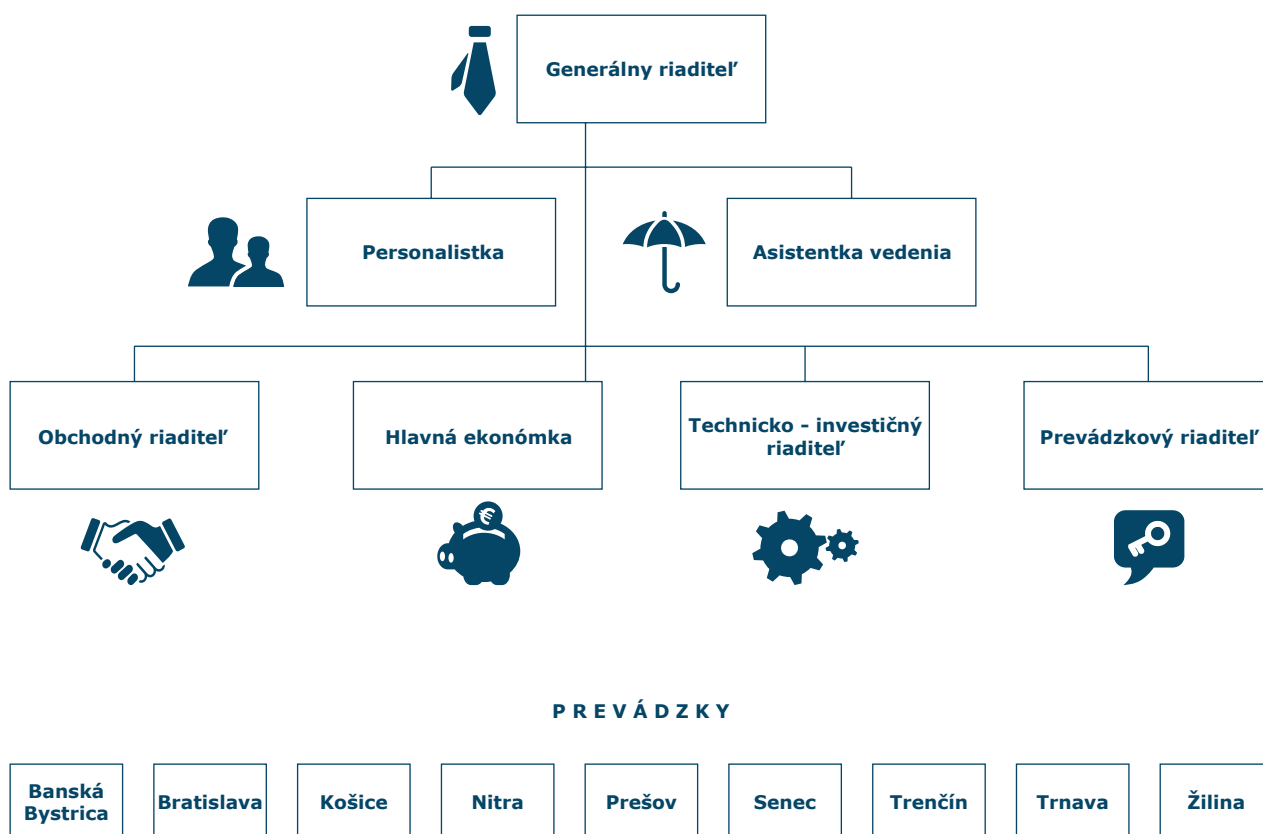 Generálny riaditeľ
Personalistka
Asistentka vedenia
Obchodný riaditeľ
Hlavná ekonómka
Technicko - investičný
riaditeľ
Prevádzkový riaditeľ
€
P R E V Á D Z K Y
Banská
Bystrica
Bratislava
Košice
Nitra
Prešov
Senec
Trenčín
Trnava
Žilina